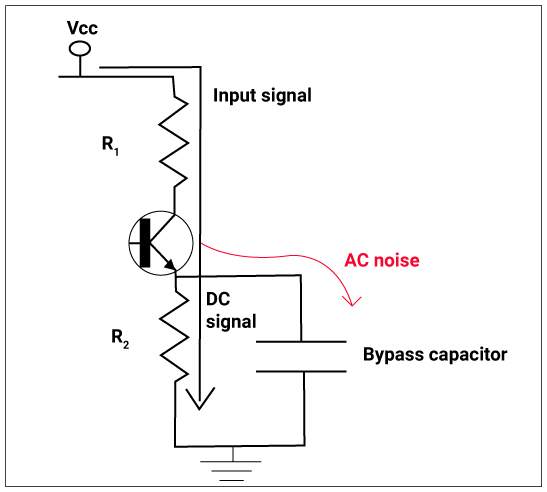 Vcc
Input signal
R1
AC noise
DC
signal
R2
Bypass capacitor